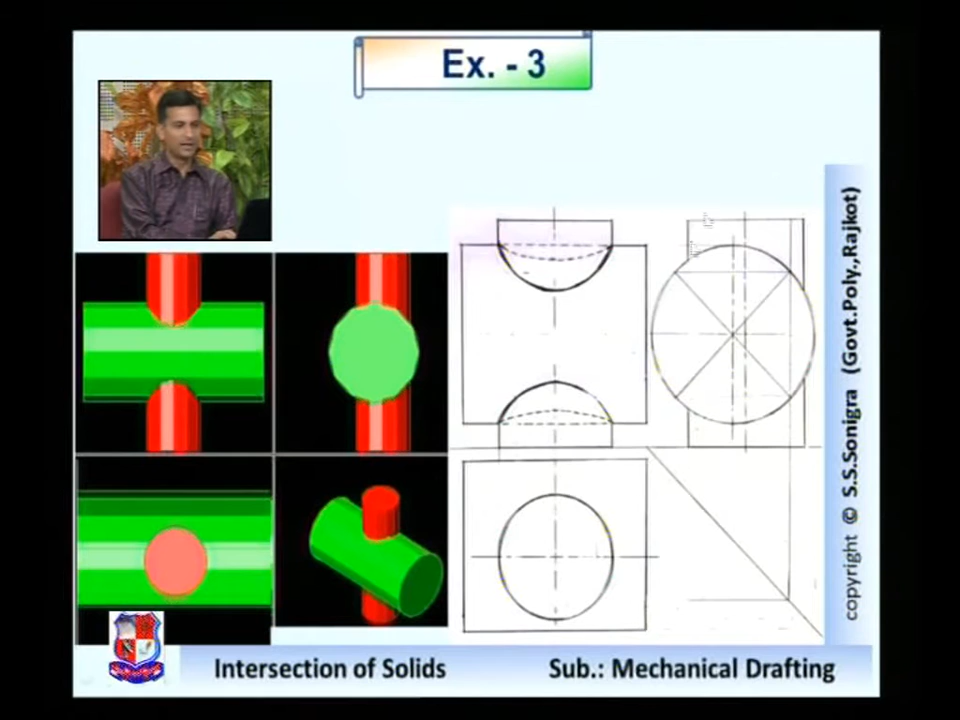 Ex. - 3
copyright © S.S.Sonigra (Govt.Poly.,Rajkot)
Intersection of Solids
Sub.: Mechanical Drafting